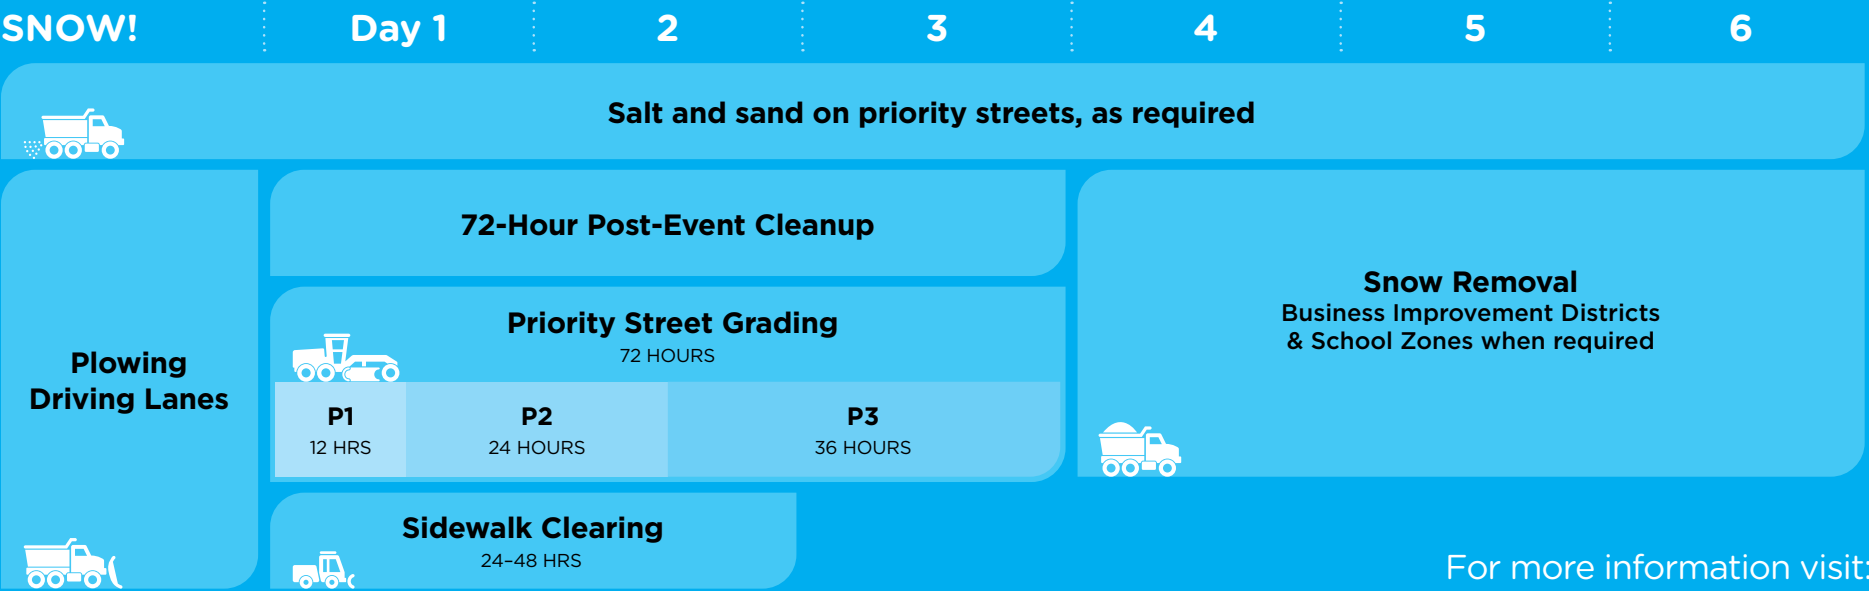 SNOW! Day 1 2 3 4 5 6
Salt and sand on priority streets, as required
Plowing
Driving Lanes
72-Hour Post-Event Cleanup
Priority Street Grading
72 HOURS
P1
12 HRS
P2
24 HOURS
P3
36 HOURS
Sidewalk Clearing
24–48 HRS
Snow Removal
Business Improvement Districts
& School Zones when required
For more information visit: